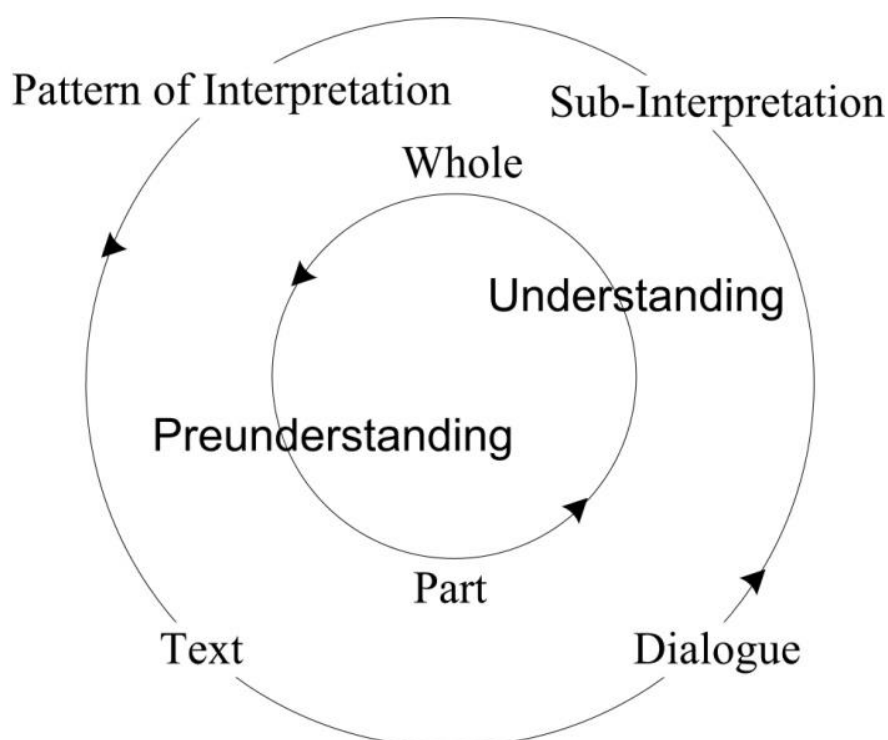 Pattern of Interpretation
Sub-Interpretation
Whole
Understanding
Preunderstanding
Part
Text
Dialogue